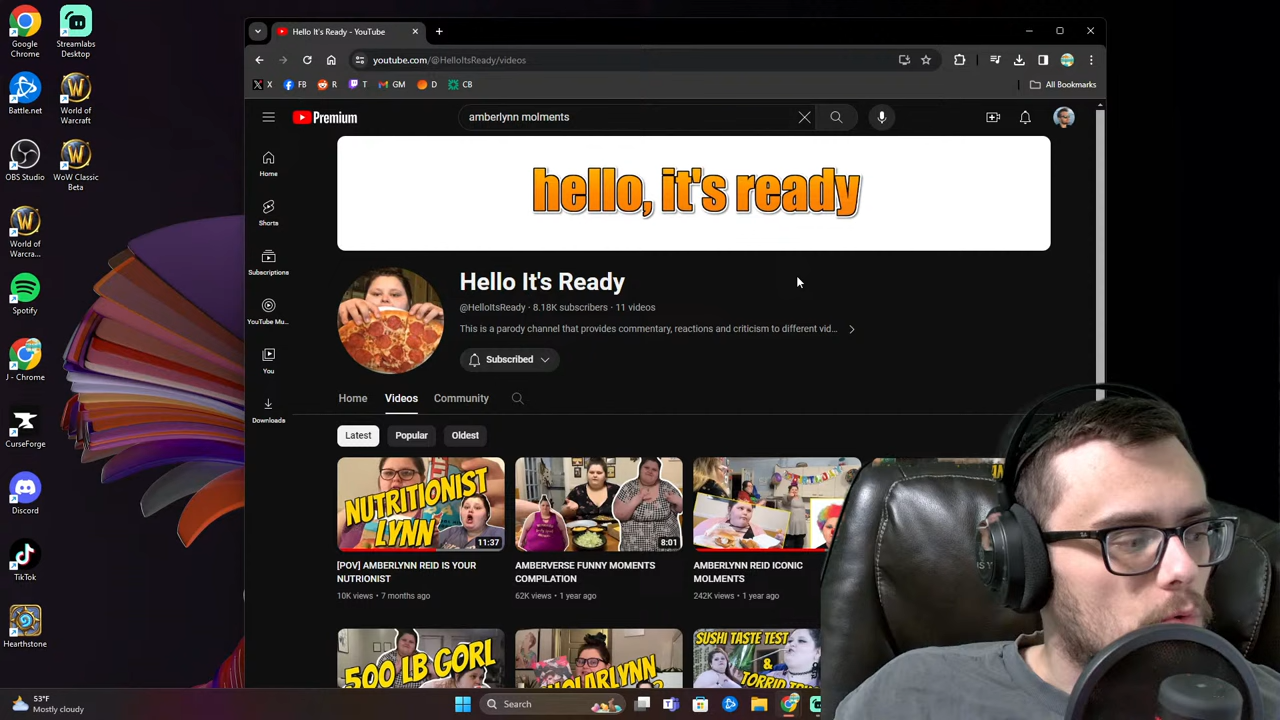 Google Chrome
Streamlabs Desktop
Battle.net
World of Warcraft
OBS Studio
WoW Classic Beta
World of Warcra...
Spotify
J - Chrome
CurseForge
Discord
TikTok
Hearthstone
Hello It's Ready - YouTube
youtube.com/@HelloItsReady/videos
X
FB
R
T
GM
D
CB
All Bookmarks
Premium
amberlynn molments
Home
Shorts
Subscriptions
YouTube Mu...
You
Downloads
hello, it's ready
Hello It's Ready
@HelloItsReady · 8.18K subscribers · 11 videos
This is a parody channel that provides commentary, reactions and criticism to different vid...
Subscribed
Home Videos Community
Latest Popular Oldest
NUTRITIONIST
LYNN
11:37
8:01
[POV] AMBERLYNN REID IS YOUR
NUTRIONIST
10K views • 7 months ago
AMBERVERSE FUNNY MOMENTS
COMPILATION
62K views • 1 year ago
AMBERLYNN REID ICONIC
MOLMENTS
242K views • 1 year ago
500 LB GORL
SUSHI TASTE TEST
&
53°F
Mostly cloudy
Search